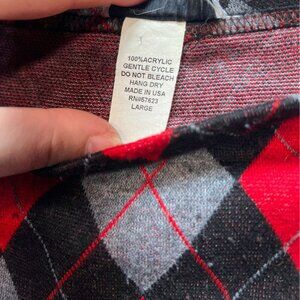 100%ACRYLIC
GENTLE CYCLE
DO NOT BLEACH
HANG DRY
MADE IN USA
RN#57623
LARGE